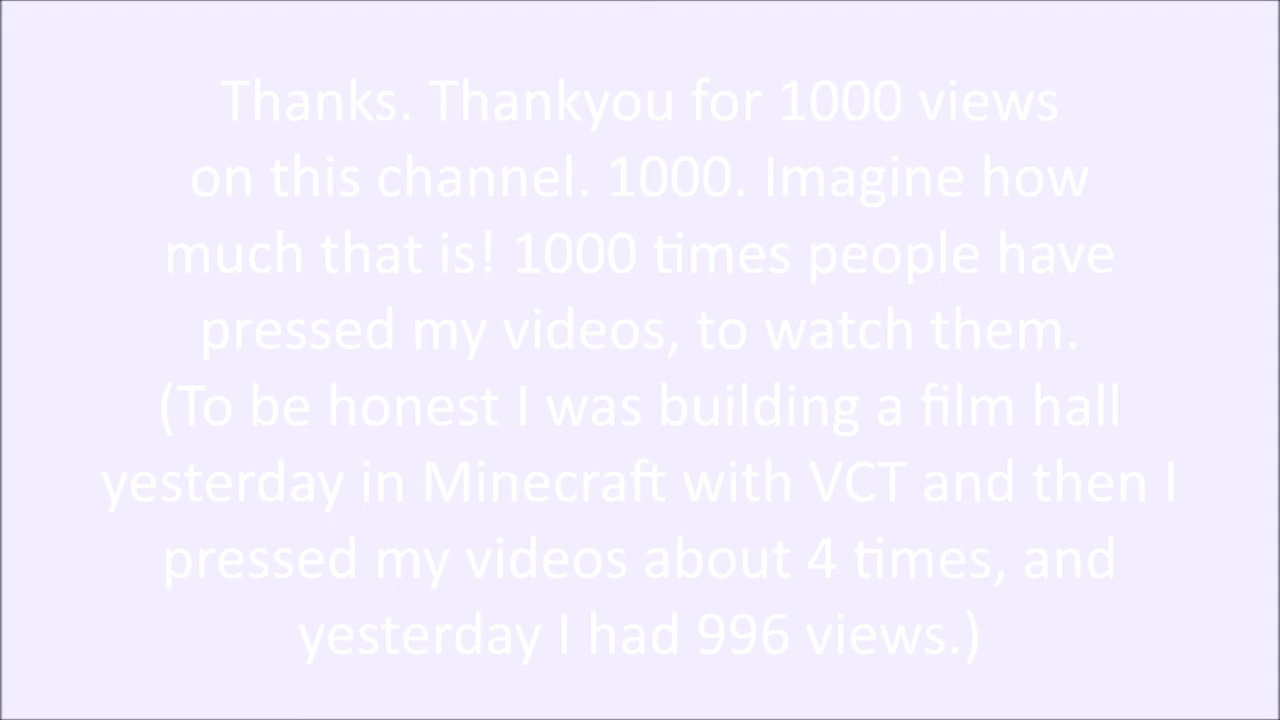 Thanks. Thankyou for 1000 views
on this channel. 1000. Imagine how
much that is! 1000 times people have
pressed my videos, to watch them.
(To be honest I was building a film hall
yesterday in Minecraft with VCT and then I
pressed my videos about 4 times, and
yesterday I had 996 views.)